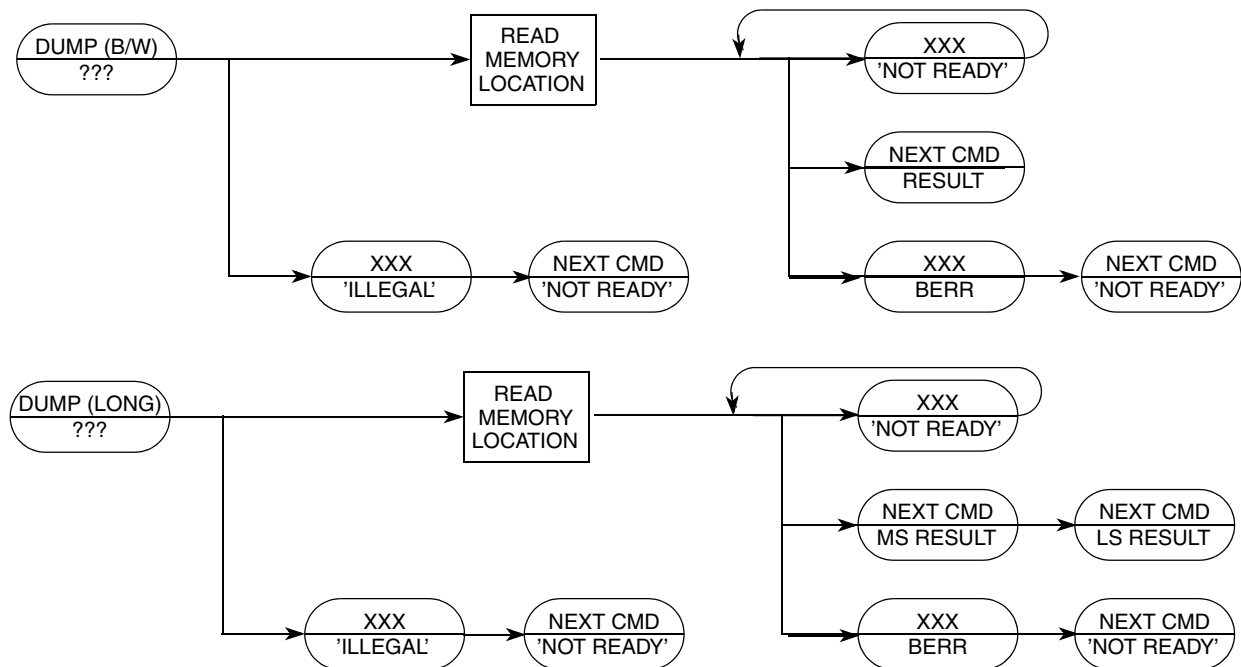 DUMP (B/W)
???
READ
MEMORY
LOCATION
XXX
'NOT READY'
NEXT CMD
RESULT
XXX
'ILLEGAL'
NEXT CMD
'NOT READY'
XXX
BERR
NEXT CMD
'NOT READY'
DUMP (LONG)
???
READ
MEMORY
LOCATION
XXX
'NOT READY'
NEXT CMD
MS RESULT
NEXT CMD
LS RESULT
XXX
'ILLEGAL'
NEXT CMD
'NOT READY'
XXX
BERR
NEXT CMD
'NOT READY'